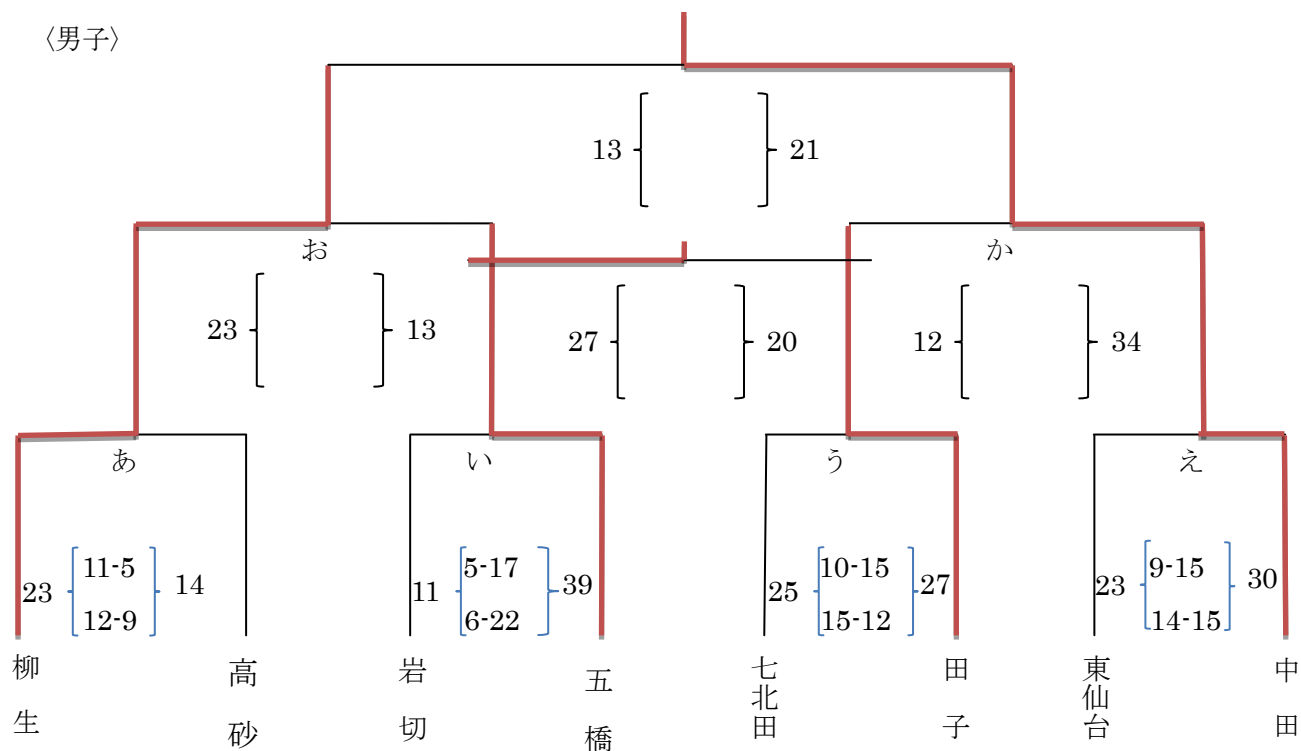 〈男子〉
13 21
お か
23 13 27 20 12 34
あ い う え
23 11-5 14 11 5-17 39 25 10-15 27 23 9-15 30
12-9 6-22 15-12 14-15
柳生 高砂 岩切 五橋 七北田 田子 東仙台 中田